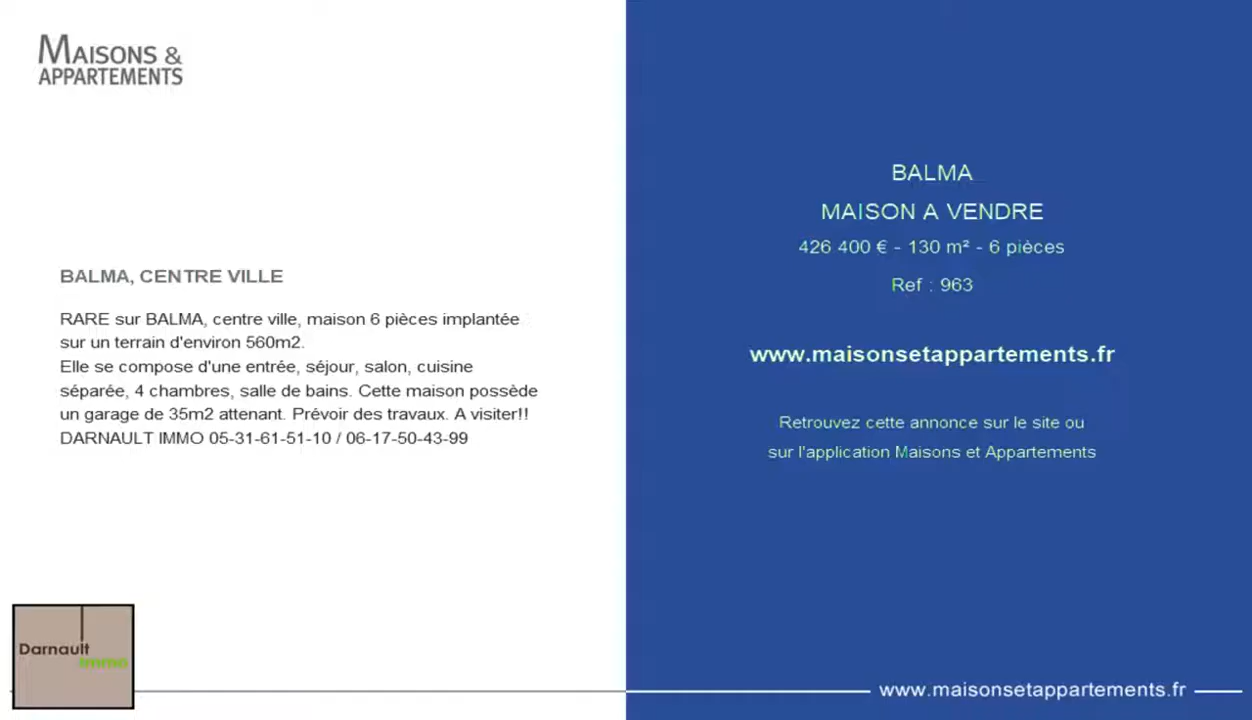 MAISONS &
APPARTEMENTS
BALMA, CENTRE VILLE
RARE sur BALMA, centre ville, maison 6 pièces implantée
sur un terrain d'environ 560m2.
Elle se compose d'une entrée, séjour, salon, cuisine
séparée, 4 chambres, salle de bains. Cette maison possède
un garage de 35m2 attenant. Prévoir des travaux. A visiter!!
DARNAULT IMMO 05-31-61-51-10 / 06-17-50-43-99
Darnault
immo
BALMA
MAISON A VENDRE
426 400 € - 130 m² - 6 pièces
Ref : 963
www.maisonsetappartements.fr
Retrouvez cette annonce sur le site ou
sur l'application Maisons et Appartements
www.maisonsetappartements.fr